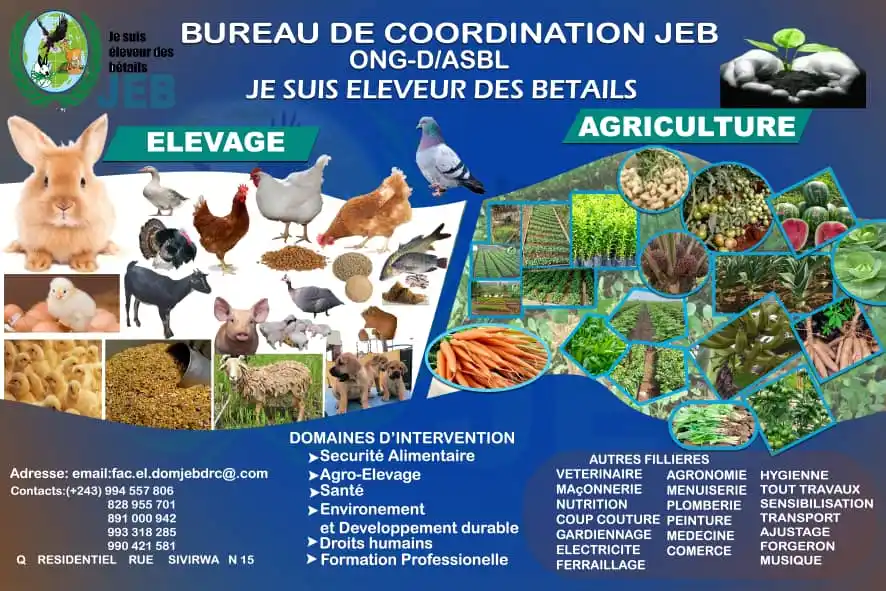 Je suis
éleveur des
bétails
JEB
BUREAU DE COORDINATION JEB
ONG-D/ASBL
JE SUIS ELEVEUR DES BETAILS
ELEVAGE
AGRICULTURE
Adresse: email:fac.el.domjebdrc@.com
Contacts:(+243) 994 557 806
828 955 701
891 000 942
993 318 285
990 421 581
Q RESIDENTIEL RUE SIVIRWA N 15
DOMAINES D'INTERVENTION
➤Securité Alimentaire
➤Agro-Elevage
➤Santé
➤Environement
et Developpement durable
➤Droits humains
➤Formation Professionelle
AUTRES FILLIERES
VETERINAIRE
MAçONNERIE
NUTRITION
COUP COUTURE
GARDIENNAGE
ELECTRICITE
FERRAILLAGE
AGRONOMIE
MENUISERIE
PLOMBERIE
PEINTURE
MEDECINE
COMERCE
HYGIENNE
TOUT TRAVAUX
SENSIBILISATION
TRANSPORT
AJUSTAGE
FORGERON
MUSIQUE